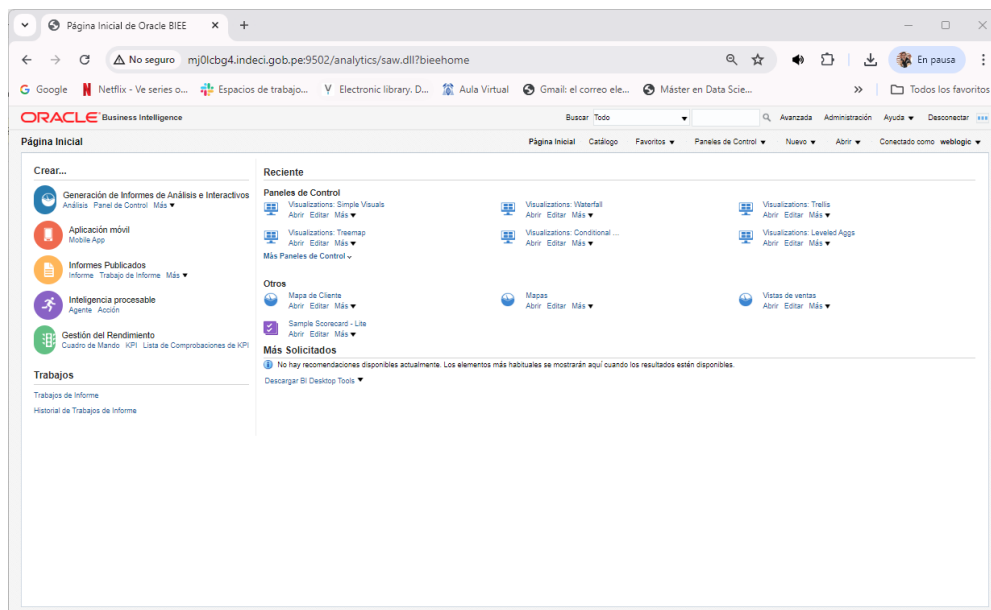 Página Inicial de Oracle BIEE
No seguro mj0lcbg4.indeci.gob.pe:9502/analytics/saw.dll?bieehome En pausa
Google Netflix - Ve series o... Espacios de trabajo... Electronic library. D... Aula Virtual Gmail: el correo ele... Máster en Data Scie... » Todos los favoritos
ORACLE Business Intelligence Buscar Todo Avanzada Administración Ayuda Desconectar
Página Inicial Página Inicial Catálogo Favoritos Paneles de Control Nuevo Abrir Conectado como weblogic
Crear...
Generación de Informes de Análisis e Interactivos
Análisis Panel de Control Más
Aplicación móvil
Mobile App
Informes Publicados
Informe Trabajo de Informe Más
Inteligencia procesable
Agente Acción
Gestión del Rendimiento
Cuadro de Mando KPI Lista de Comprobaciones de KPI
Trabajos
Trabajos de Informe
Historial de Trabajos de Informe
Reciente
Paneles de Control
Visualizations: Simple Visuals Visualizations: Waterfall Visualizations: Trellis
Abrir Editar Más Abrir Editar Más Abrir Editar Más
Visualizations: Treemap Visualizations: Conditional ... Visualizations: Leveled Aggs
Abrir Editar Más Abrir Editar Más Abrir Editar Más
Más Paneles de Control
Otros
Mapa de Cliente Mapas Vistas de ventas
Abrir Editar Más Abrir Editar Más Abrir Editar Más
Sample Scorecard - Lite
Abrir Editar Más
Más Solicitados
No hay recomendaciones disponibles actualmente. Los elementos más habituales se mostrarán aquí cuando los resultados estén disponibles.
Descargar BI Desktop Tools